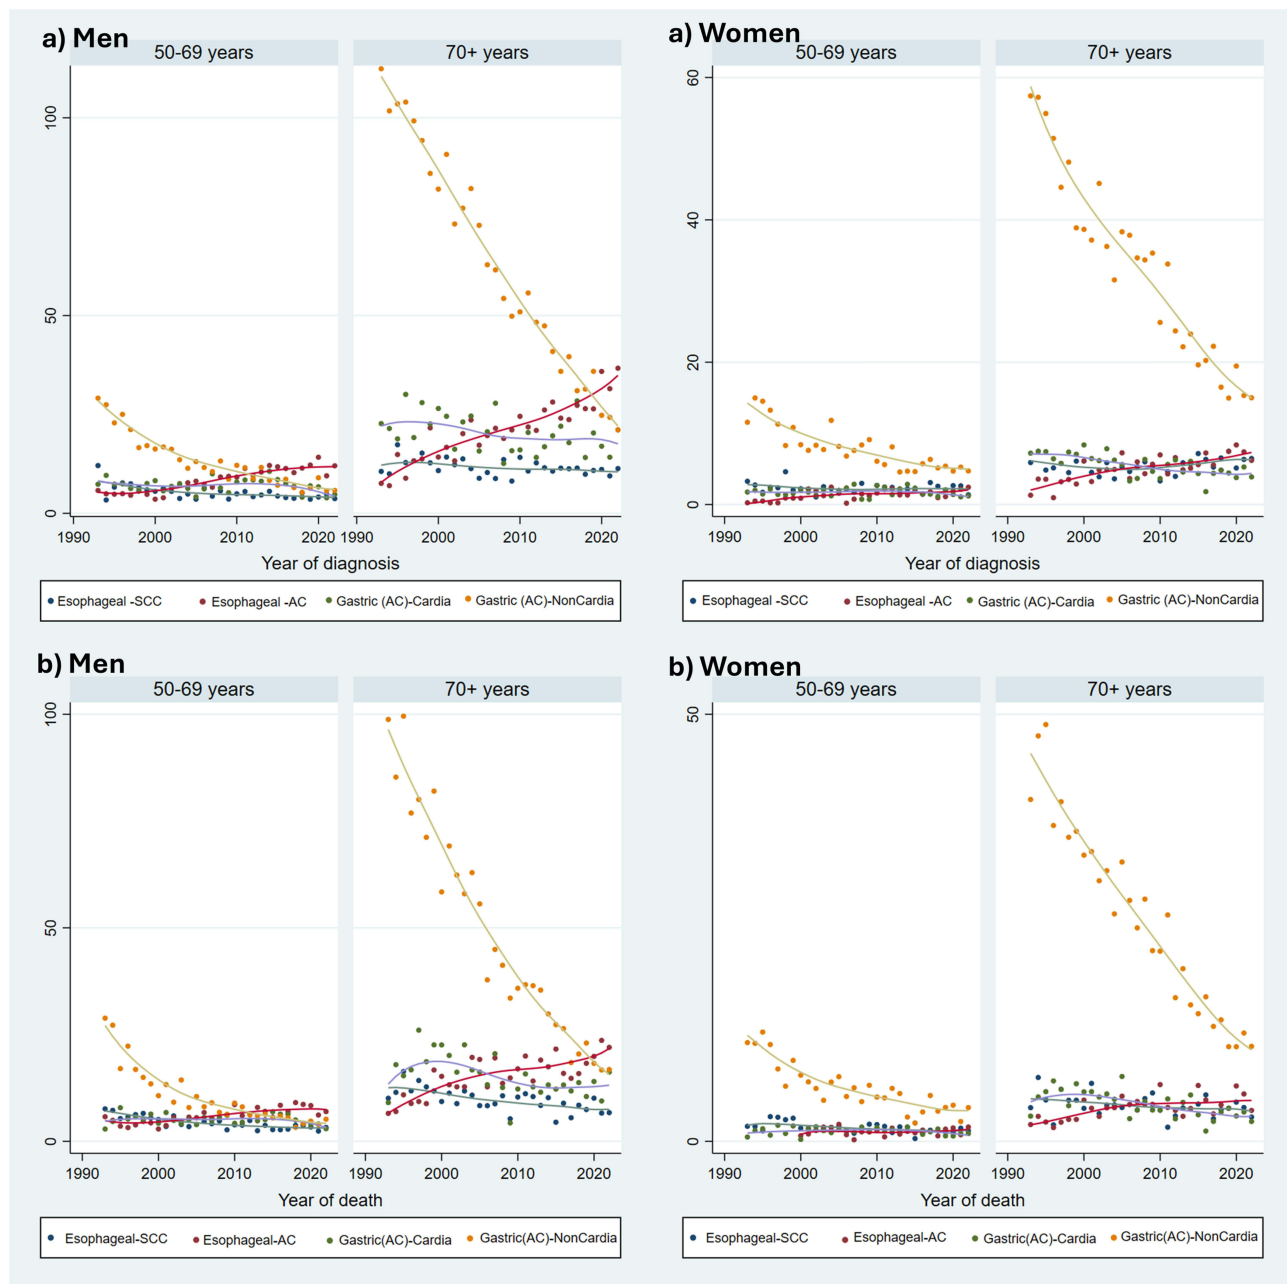 a) Men
50-69 years 70+ years
100
50
0
1990 2000 2010 2020 1990 2000 2010 2020
Year of diagnosis
Esophageal -SCC Esophageal -AC Gastric (AC)-Cardia Gastric (AC)-NonCardia
a) Women
50-69 years 70+ years
60
40
20
0
1990 2000 2010 2020 1990 2000 2010 2020
Year of diagnosis
Esophageal -SCC Esophageal -AC Gastric (AC)-Cardia Gastric (AC)-NonCardia
b) Men
50-69 years 70+ years
100
50
0
1990 2000 2010 2020 1990 2000 2010 2020
Year of death
Esophageal-SCC Esophageal-AC Gastric(AC)-Cardia Gastric(AC)-NonCardia
b) Women
50-69 years 70+ years
50
0
1990 2000 2010 2020 1990 2000 2010 2020
Year of death
Esophageal-SCC Esophageal-AC Gastric(AC)-Cardia Gastric(AC)-NonCardia